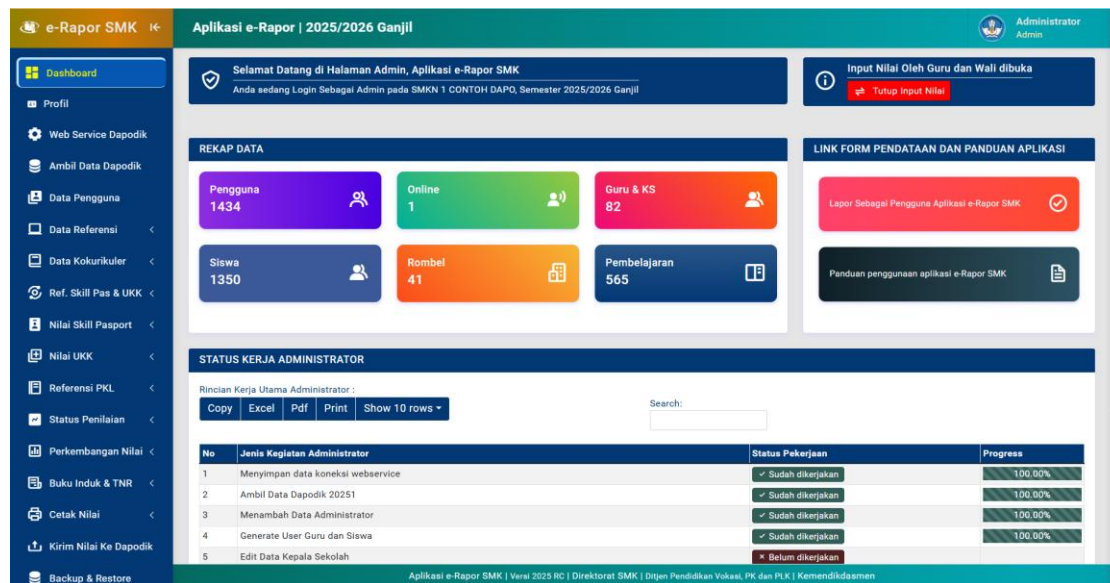 e-Rapor SMK
Aplikasi e-Rapor | 2025/2026 Ganjil
Administrator
Admin
Dashboard
Profil
Web Service Dapodik
Ambil Data Dapodik
Data Pengguna
Data Referensi
Data Kokurikuler
Ref. Skill Pas & UKK
Nilai Skill Pasport
Nilai UKK
Referensi PKL
Status Penilaian
Perkembangan Nilai
Buku Induk & TNR
Cetak Nilai
Kirim Nilai Ke Dapodik
Backup & Restore
Selamat Datang di Halaman Admin, Aplikasi e-Rapor SMK
Anda sedang Login Sebagai Admin pada SMKN 1 CONTOH DAPO, Semester 2025/2026 Ganjil
Input Nilai Oleh Guru dan Wali dibuka
Tutup Input Nilai
REKAP DATA
Pengguna
1434
Online
1
Guru & KS
82
Siswa
1350
Rombel
41
Pembelajaran
565
LINK FORM PENDATAAN DAN PANDUAN APLIKASI
Lapor Sebagai Pengguna Aplikasi e-Rapor SMK
Panduan penggunaan aplikasi e-Rapor SMK
STATUS KERJA ADMINISTRATOR
Rincian Kerja Utama Administrator :
Copy Excel Pdf Print Show 10 rows
Search:
No Jenis Kegiatan Administrator Status Pekerjaan Progress
1 Menyimpan data koneksi webservice Sudah dikerjakan 100.00%
2 Ambil Data Dapodik 20251 Sudah dikerjakan 100.00%
3 Menambah Data Administrator Sudah dikerjakan 100.00%
4 Generate User Guru dan Siswa Sudah dikerjakan 100.00%
5 Edit Data Kepala Sekolah Belum dikerjakan
Aplikasi e-Rapor SMK | Versi 2025 RC | Direktorat SMK | Ditjen Pendidikan Vokasi, PK dan PLK | Kemendikdasmen